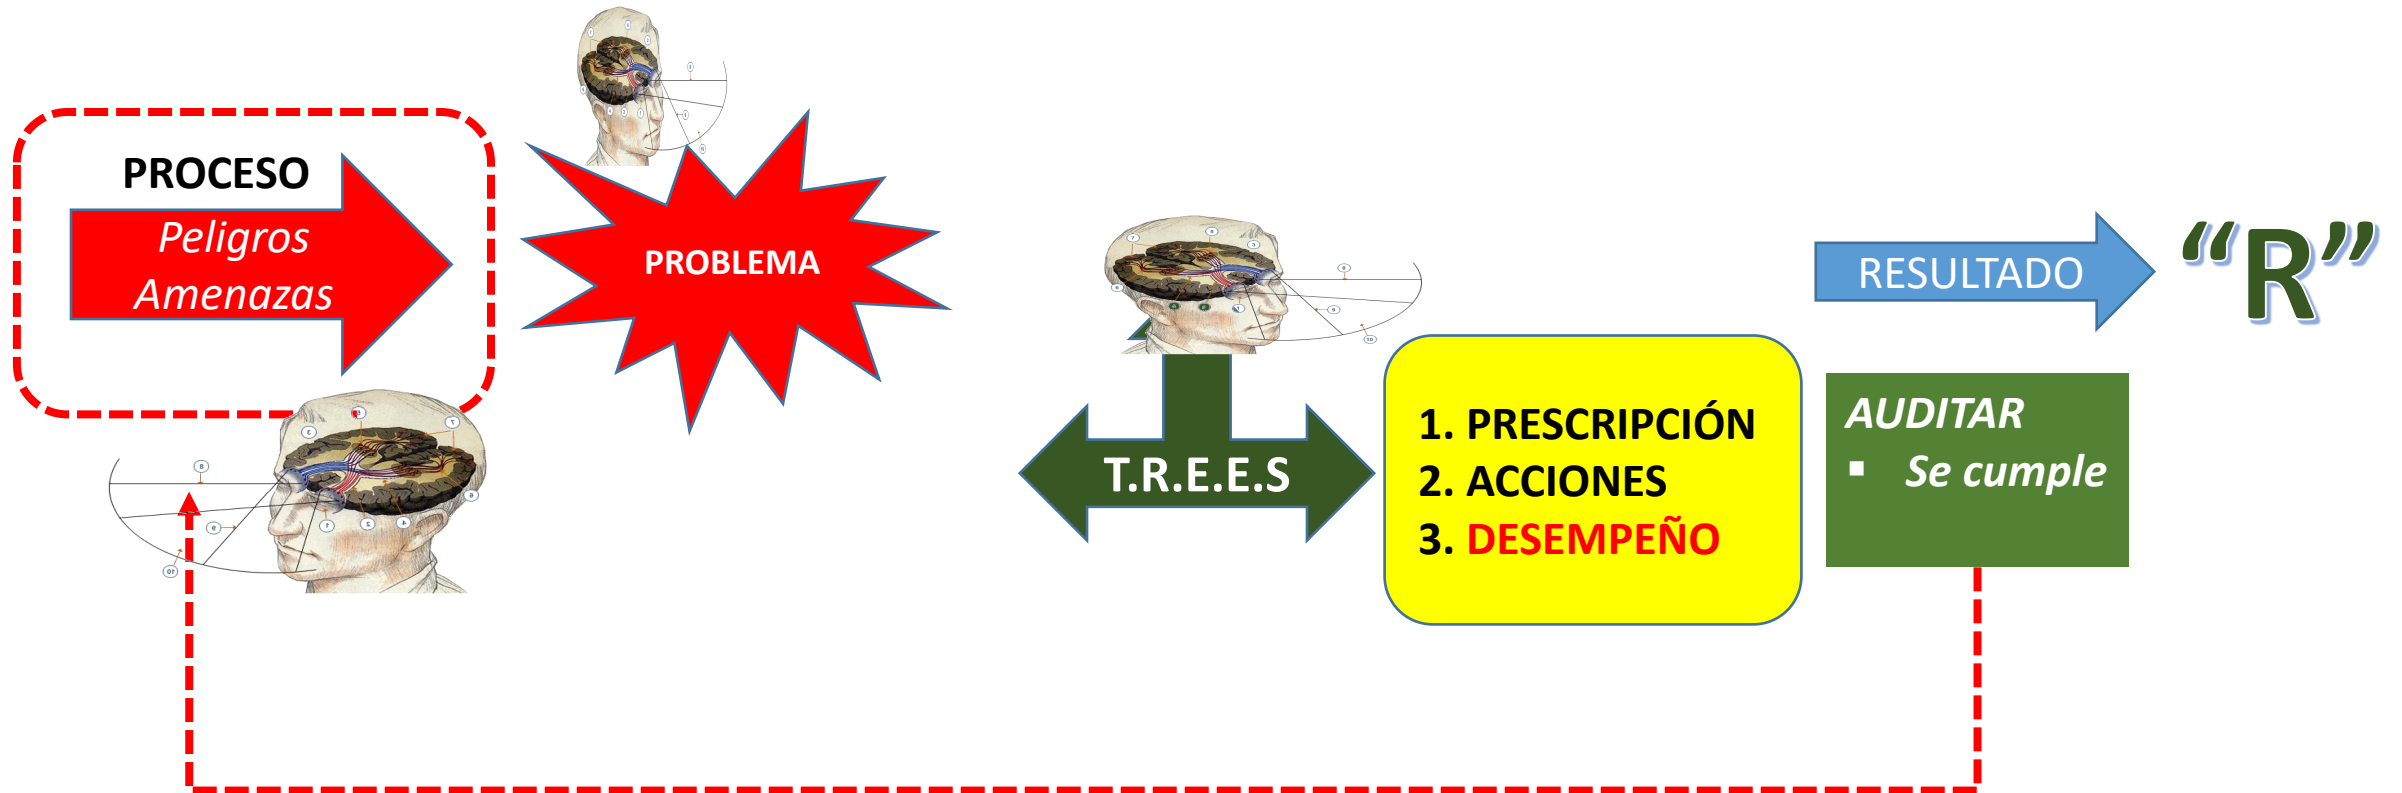 PROCESO
Peligros
Amenazas
PROBLEMA
T.R.E.E.S
1. PRESCRIPCIÓN
2. ACCIONES
3. DESEMPEÑO
RESULTADO
“R”
AUDITAR
▪ Se cumple